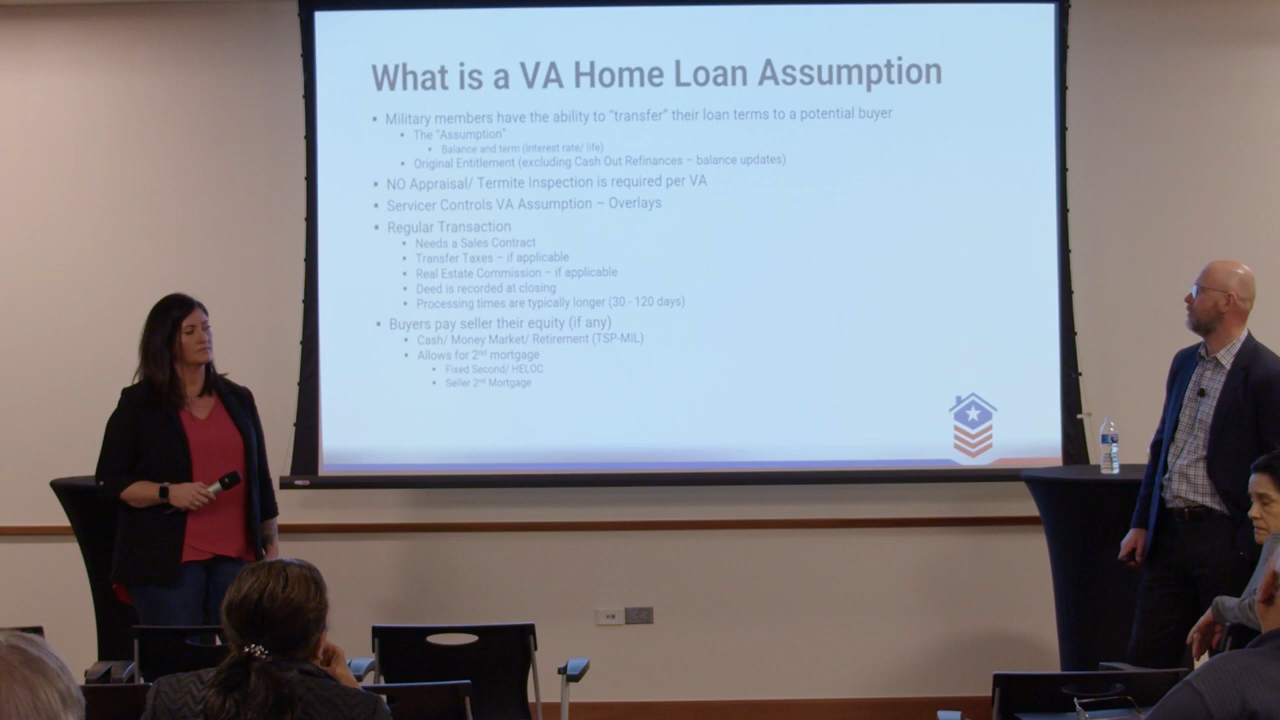 What is a VA Home Loan Assumption
▪ Military members have the ability to “transfer” their loan terms to a potential buyer
▪ The “Assumption”
▪ Balance and term (Interest rate/ life)
▪ Original Entitlement (excluding Cash Out Refinances – balance updates)
▪ NO Appraisal/ Termite Inspection is required per VA
▪ Servicer Controls VA Assumption – Overlays
▪ Regular Transaction
▪ Needs a Sales Contract
▪ Transfer Taxes – if applicable
▪ Real Estate Commission – if applicable
▪ Deed is recorded at closing
▪ Processing times are typically longer (30 - 120 days)
▪ Buyers pay seller their equity (if any)
▪ Cash/ Money Market/ Retirement (TSP-MIL)
▪ Allows for 2nd mortgage
▪ Fixed Second/ HELOC
▪ Seller 2nd Mortgage